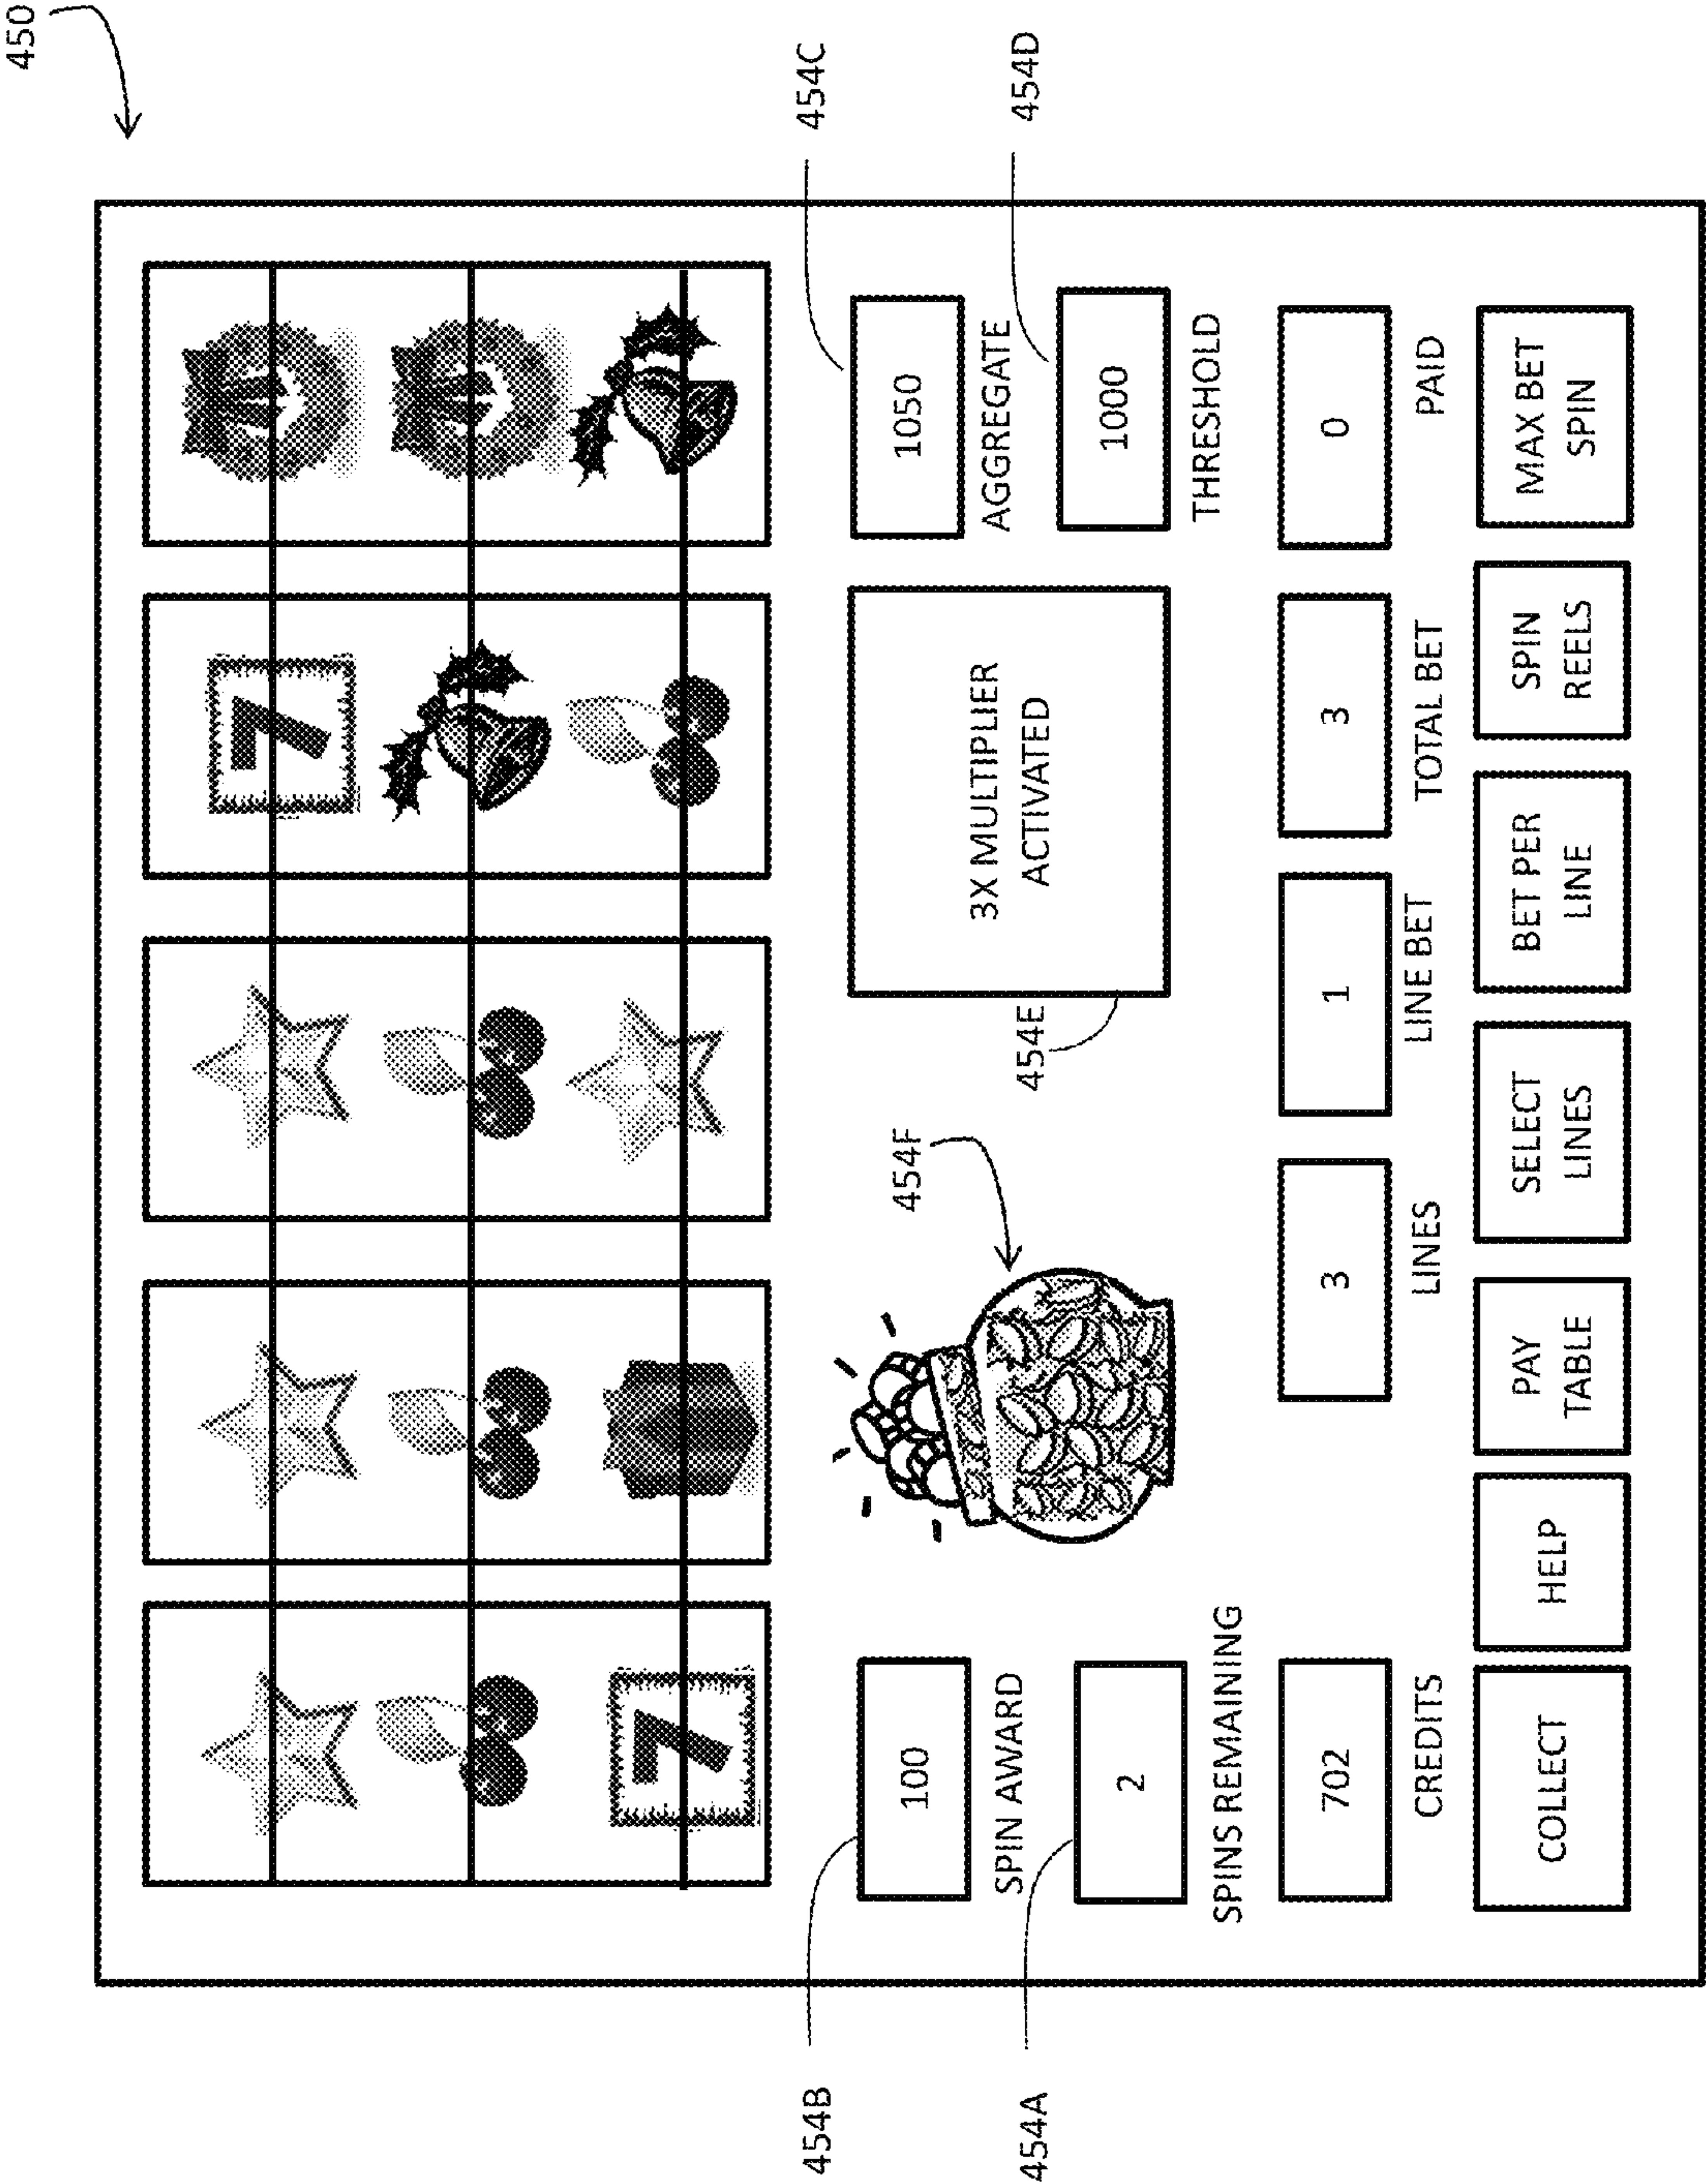 450
7
7
454B
100
SPIN AWARD
454A
2
SPINS REMAINING
454F
454E
3X MULTIPLIER
ACTIVATED
454C
1050
AGGREGATE
454D
1000
THRESHOLD
702
CREDITS
3
LINES
1
LINE BET
3
TOTAL BET
0
PAID
COLLECT
HELP
PAY
TABLE
SELECT
LINES
BET PER
LINE
SPIN
REELS
MAX BET
SPIN